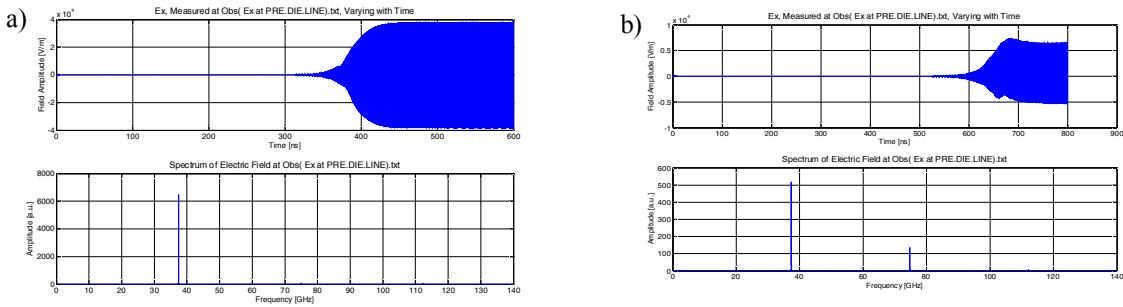 a)
Ex, Measured at Obs( Ex at PRE.DIE.LINE).txt, Varying with Time
x 10^4
Field Amplitude [V/m]
4
2
0
-2
-4
0 100 200 300 400 500 600
Time [ns]
Spectrum of Electric Field at Obs( Ex at PRE.DIE.LINE).txt
Amplitude [a.u.]
8000
6000
4000
2000
0
0 10 20 30 40 50 60 70 80 90 100 110 120 130 140
Frequency [GHz]
b)
Ex, Measured at Obs( Ex at PRE.DIE.LINE).txt, Varying with Time
x 10^4
Field Amplitude [V/m]
1
0.5
0
-0.5
-1
0 100 200 300 400 500 600 700 800 900
Time [ns]
Spectrum of Electric Field at Obs( Ex at PRE.DIE.LINE).txt
Amplitude [a.u.]
600
500
400
300
200
100
0
0 20 40 60 80 100 120 140
Frequency [GHz]